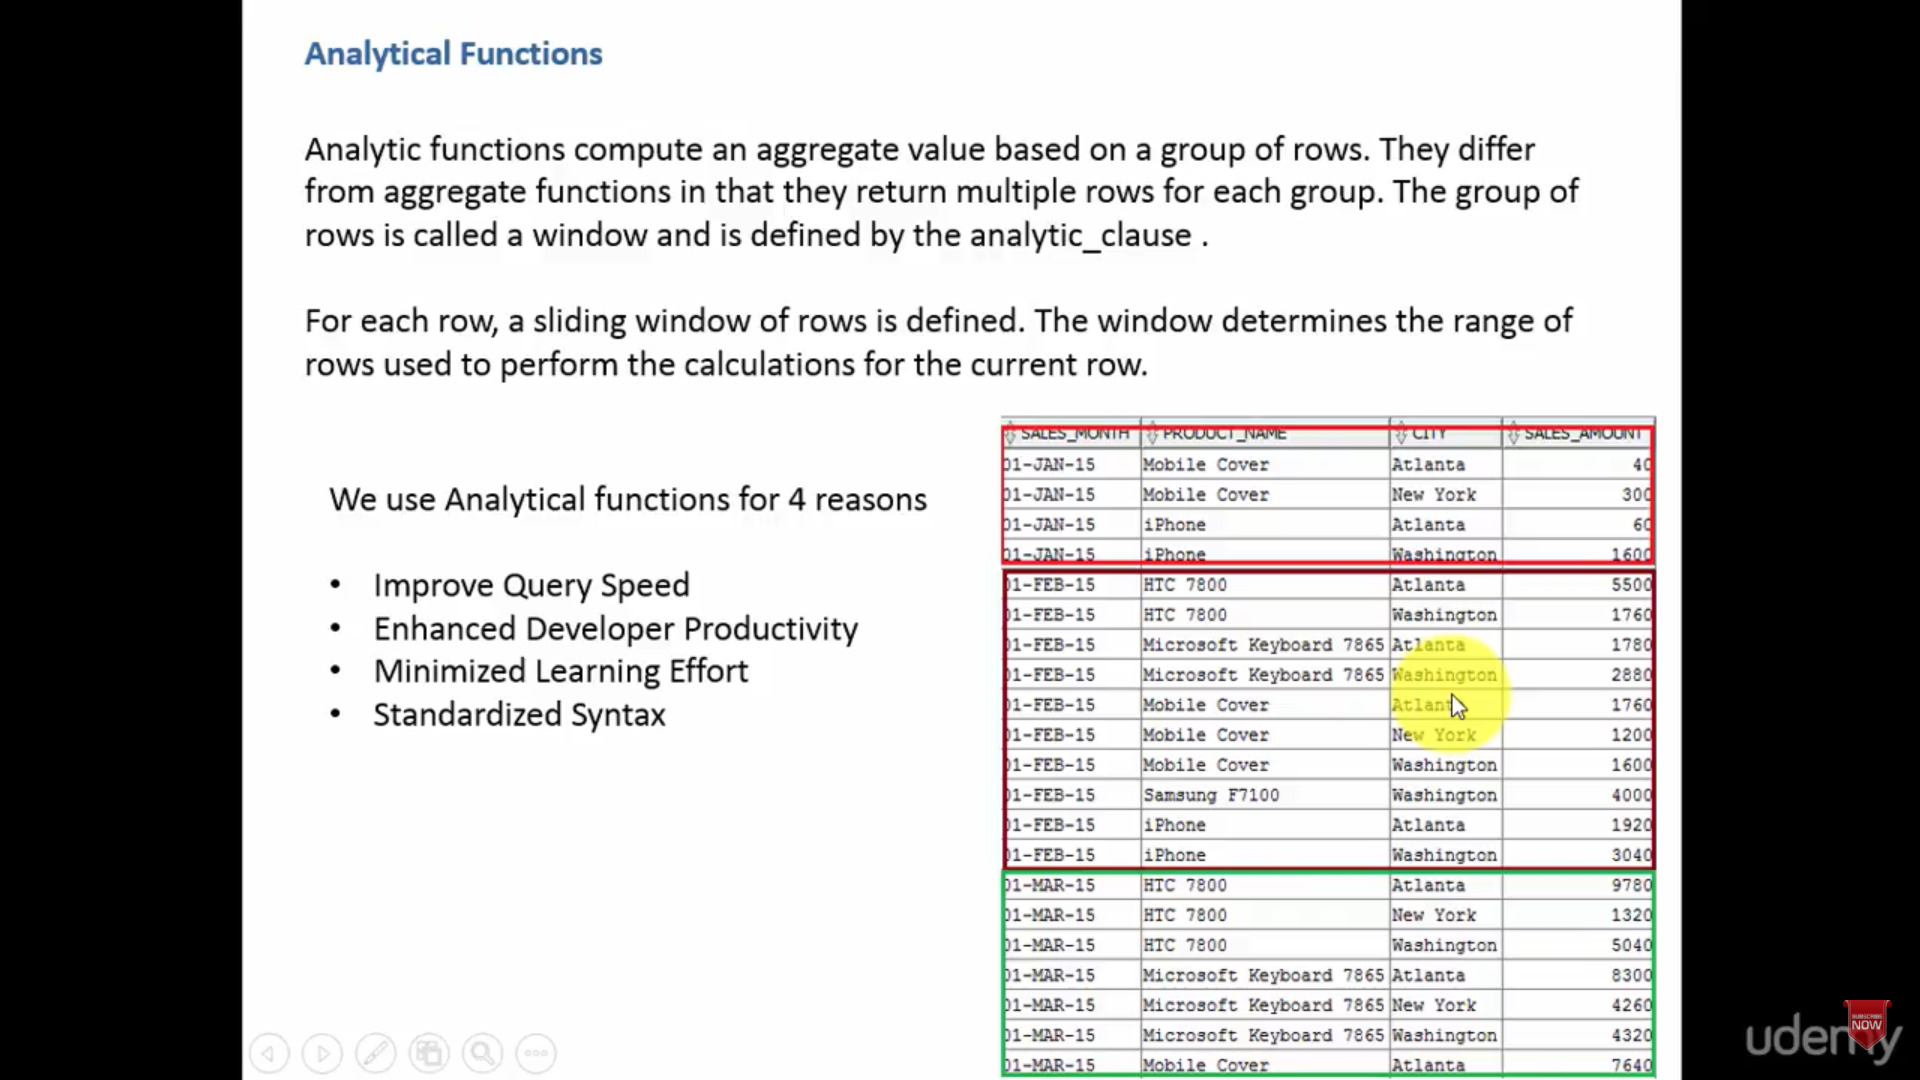 Analytical Functions
Analytic functions compute an aggregate value based on a group of rows. They differ
from aggregate functions in that they return multiple rows for each group. The group of
rows is called a window and is defined by the analytic_clause .
For each row, a sliding window of rows is defined. The window determines the range of
rows used to perform the calculations for the current row.
We use Analytical functions for 4 reasons
• Improve Query Speed
• Enhanced Developer Productivity
• Minimized Learning Effort
• Standardized Syntax
SALES_MONTH PRODUCT_NAME CITY SALES_AMOUNT
01-JAN-15 Mobile Cover Atlanta 40
01-JAN-15 Mobile Cover New York 300
01-JAN-15 iPhone Atlanta 60
01-JAN-15 iPhone Washington 1600
01-FEB-15 HTC 7800 Atlanta 5500
01-FEB-15 HTC 7800 Washington 1760
01-FEB-15 Microsoft Keyboard 7865 Atlanta 1780
01-FEB-15 Microsoft Keyboard 7865 Washington 2880
01-FEB-15 Mobile Cover Atlanta 1760
01-FEB-15 Mobile Cover New York 1200
01-FEB-15 Mobile Cover Washington 1600
01-FEB-15 Samsung F7100 Washington 4000
01-FEB-15 iPhone Atlanta 1920
01-FEB-15 iPhone Washington 3040
01-MAR-15 HTC 7800 Atlanta 9780
01-MAR-15 HTC 7800 New York 1320
01-MAR-15 HTC 7800 Washington 5040
01-MAR-15 Microsoft Keyboard 7865 Atlanta 8300
01-MAR-15 Microsoft Keyboard 7865 New York 4260
01-MAR-15 Microsoft Keyboard 7865 Washington 4320
01-MAR-15 Mobile Cover Atlanta 7640
udemy
SUBSCRIBE
NOW